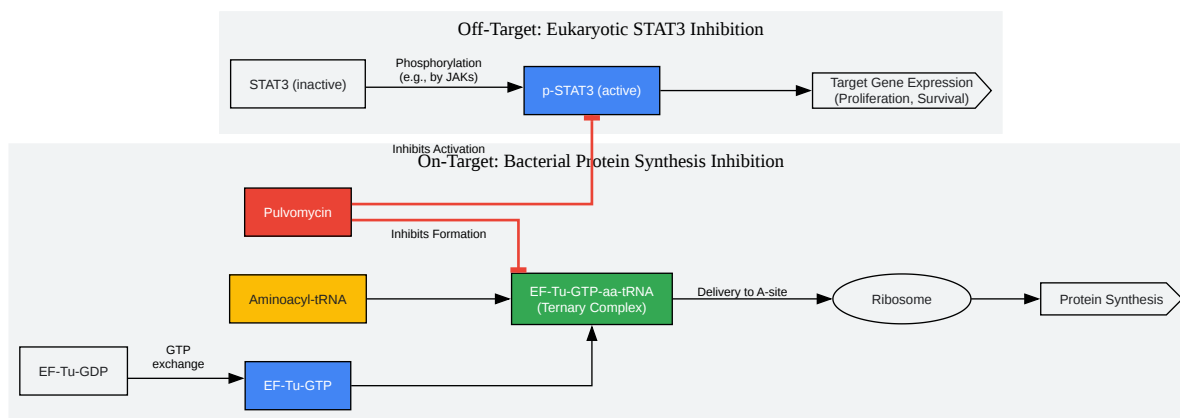 Off-Target: Eukaryotic STAT3 Inhibition
STAT3 (inactive)
Phosphorylation
(e.g., by JAKs)
p-STAT3 (active)
Target Gene Expression
(Proliferation, Survival)
Inhibits Activation
On-Target: Bacterial Protein Synthesis Inhibition
Pulvomycin
Inhibits Formation
Aminoacyl-tRNA
EF-Tu-GTP-aa-tRNA
(Ternary Complex)
Delivery to A-site
Ribosome
Protein Synthesis
EF-Tu-GDP
GTP
exchange
EF-Tu-GTP